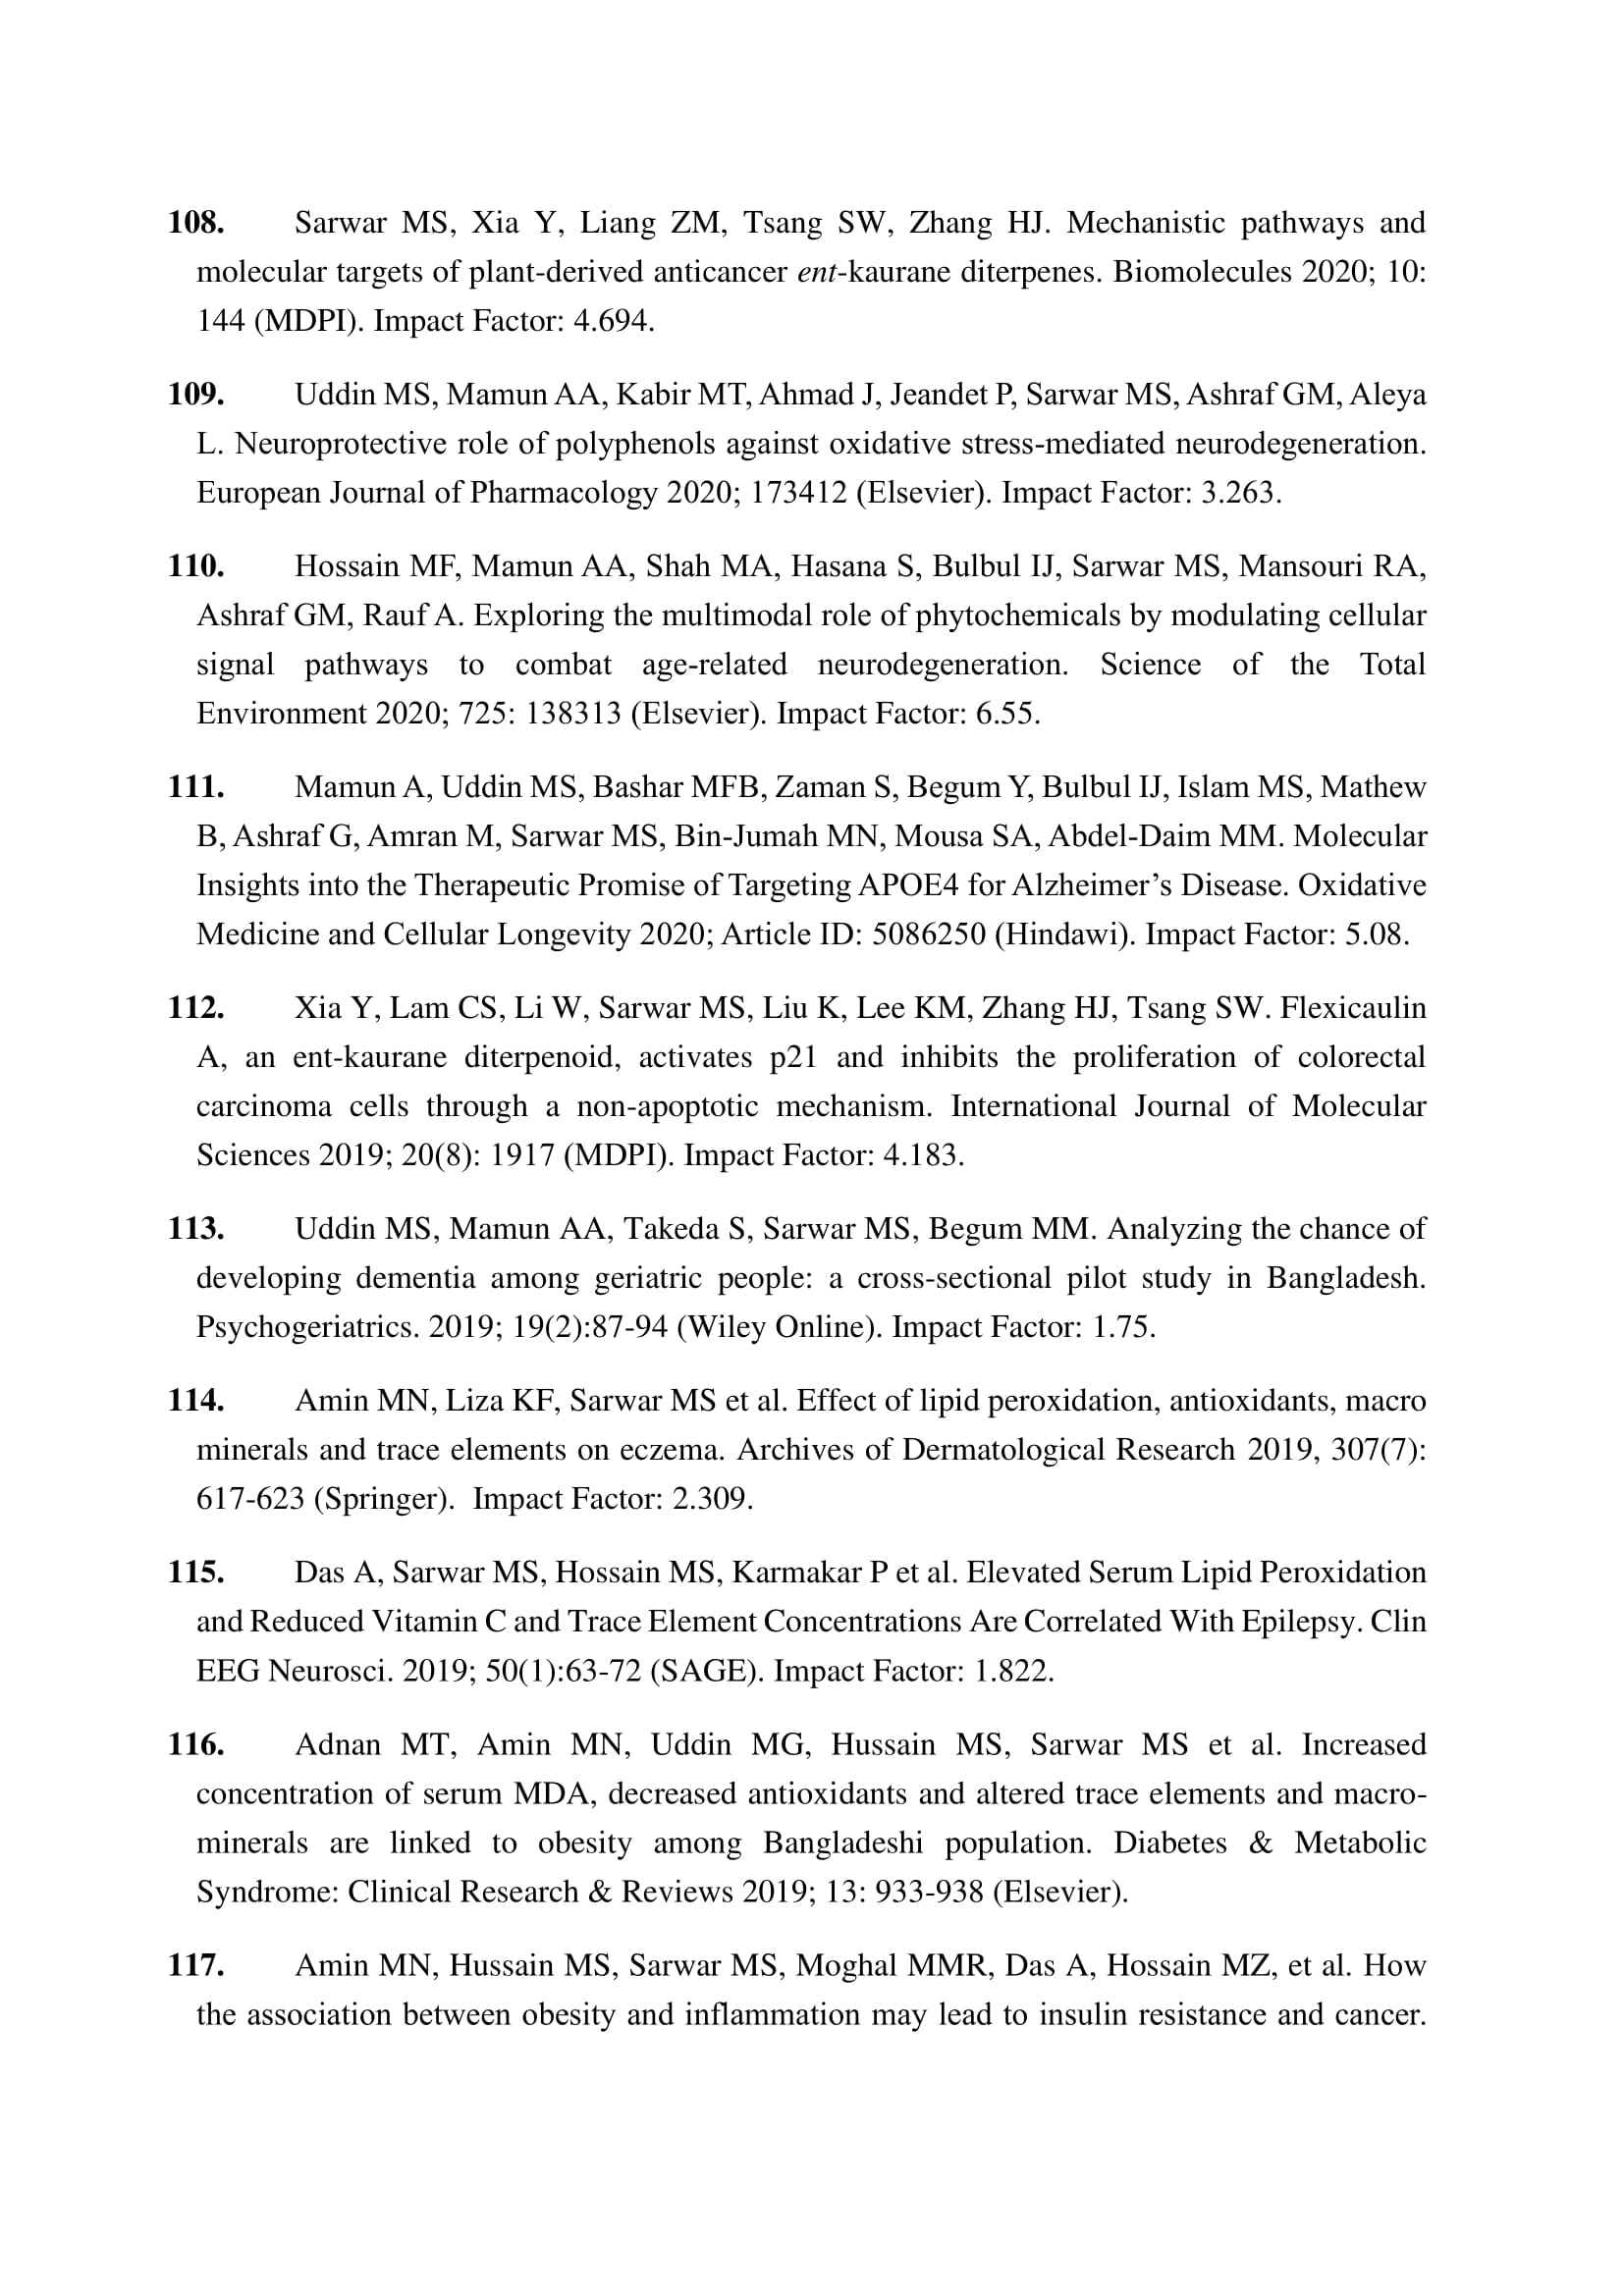 108. Sarwar MS, Xia Y, Liang ZM, Tsang SW, Zhang HJ. Mechanistic pathways and
molecular targets of plant-derived anticancer ent-kaurane diterpenes. Biomolecules 2020; 10:
144 (MDPI). Impact Factor: 4.694.
109. Uddin MS, Mamun AA, Kabir MT, Ahmad J, Jeandet P, Sarwar MS, Ashraf GM, Aleya
L. Neuroprotective role of polyphenols against oxidative stress-mediated neurodegeneration.
European Journal of Pharmacology 2020; 173412 (Elsevier). Impact Factor: 3.263.
110. Hossain MF, Mamun AA, Shah MA, Hasana S, Bulbul IJ, Sarwar MS, Mansouri RA,
Ashraf GM, Rauf A. Exploring the multimodal role of phytochemicals by modulating cellular
signal pathways to combat age-related neurodegeneration. Science of the Total
Environment 2020; 725: 138313 (Elsevier). Impact Factor: 6.55.
111. Mamun A, Uddin MS, Bashar MFB, Zaman S, Begum Y, Bulbul IJ, Islam MS, Mathew
B, Ashraf G, Amran M, Sarwar MS, Bin-Jumah MN, Mousa SA, Abdel-Daim MM. Molecular
Insights into the Therapeutic Promise of Targeting APOE4 for Alzheimer’s Disease. Oxidative
Medicine and Cellular Longevity 2020; Article ID: 5086250 (Hindawi). Impact Factor: 5.08.
112. Xia Y, Lam CS, Li W, Sarwar MS, Liu K, Lee KM, Zhang HJ, Tsang SW. Flexicaulin
A, an ent-kaurane diterpenoid, activates p21 and inhibits the proliferation of colorectal
carcinoma cells through a non-apoptotic mechanism. International Journal of Molecular
Sciences 2019; 20(8): 1917 (MDPI). Impact Factor: 4.183.
113. Uddin MS, Mamun AA, Takeda S, Sarwar MS, Begum MM. Analyzing the chance of
developing dementia among geriatric people: a cross-sectional pilot study in Bangladesh.
Psychogeriatrics. 2019; 19(2):87-94 (Wiley Online). Impact Factor: 1.75.
114. Amin MN, Liza KF, Sarwar MS et al. Effect of lipid peroxidation, antioxidants, macro
minerals and trace elements on eczema. Archives of Dermatological Research 2019, 307(7):
617-623 (Springer). Impact Factor: 2.309.
115. Das A, Sarwar MS, Hossain MS, Karmakar P et al. Elevated Serum Lipid Peroxidation
and Reduced Vitamin C and Trace Element Concentrations Are Correlated With Epilepsy. Clin
EEG Neurosci. 2019; 50(1):63-72 (SAGE). Impact Factor: 1.822.
116. Adnan MT, Amin MN, Uddin MG, Hussain MS, Sarwar MS et al. Increased
concentration of serum MDA, decreased antioxidants and altered trace elements and macro-
minerals are linked to obesity among Bangladeshi population. Diabetes & Metabolic
Syndrome: Clinical Research & Reviews 2019; 13: 933-938 (Elsevier).
117. Amin MN, Hussain MS, Sarwar MS, Moghal MMR, Das A, Hossain MZ, et al. How
the association between obesity and inflammation may lead to insulin resistance and cancer.